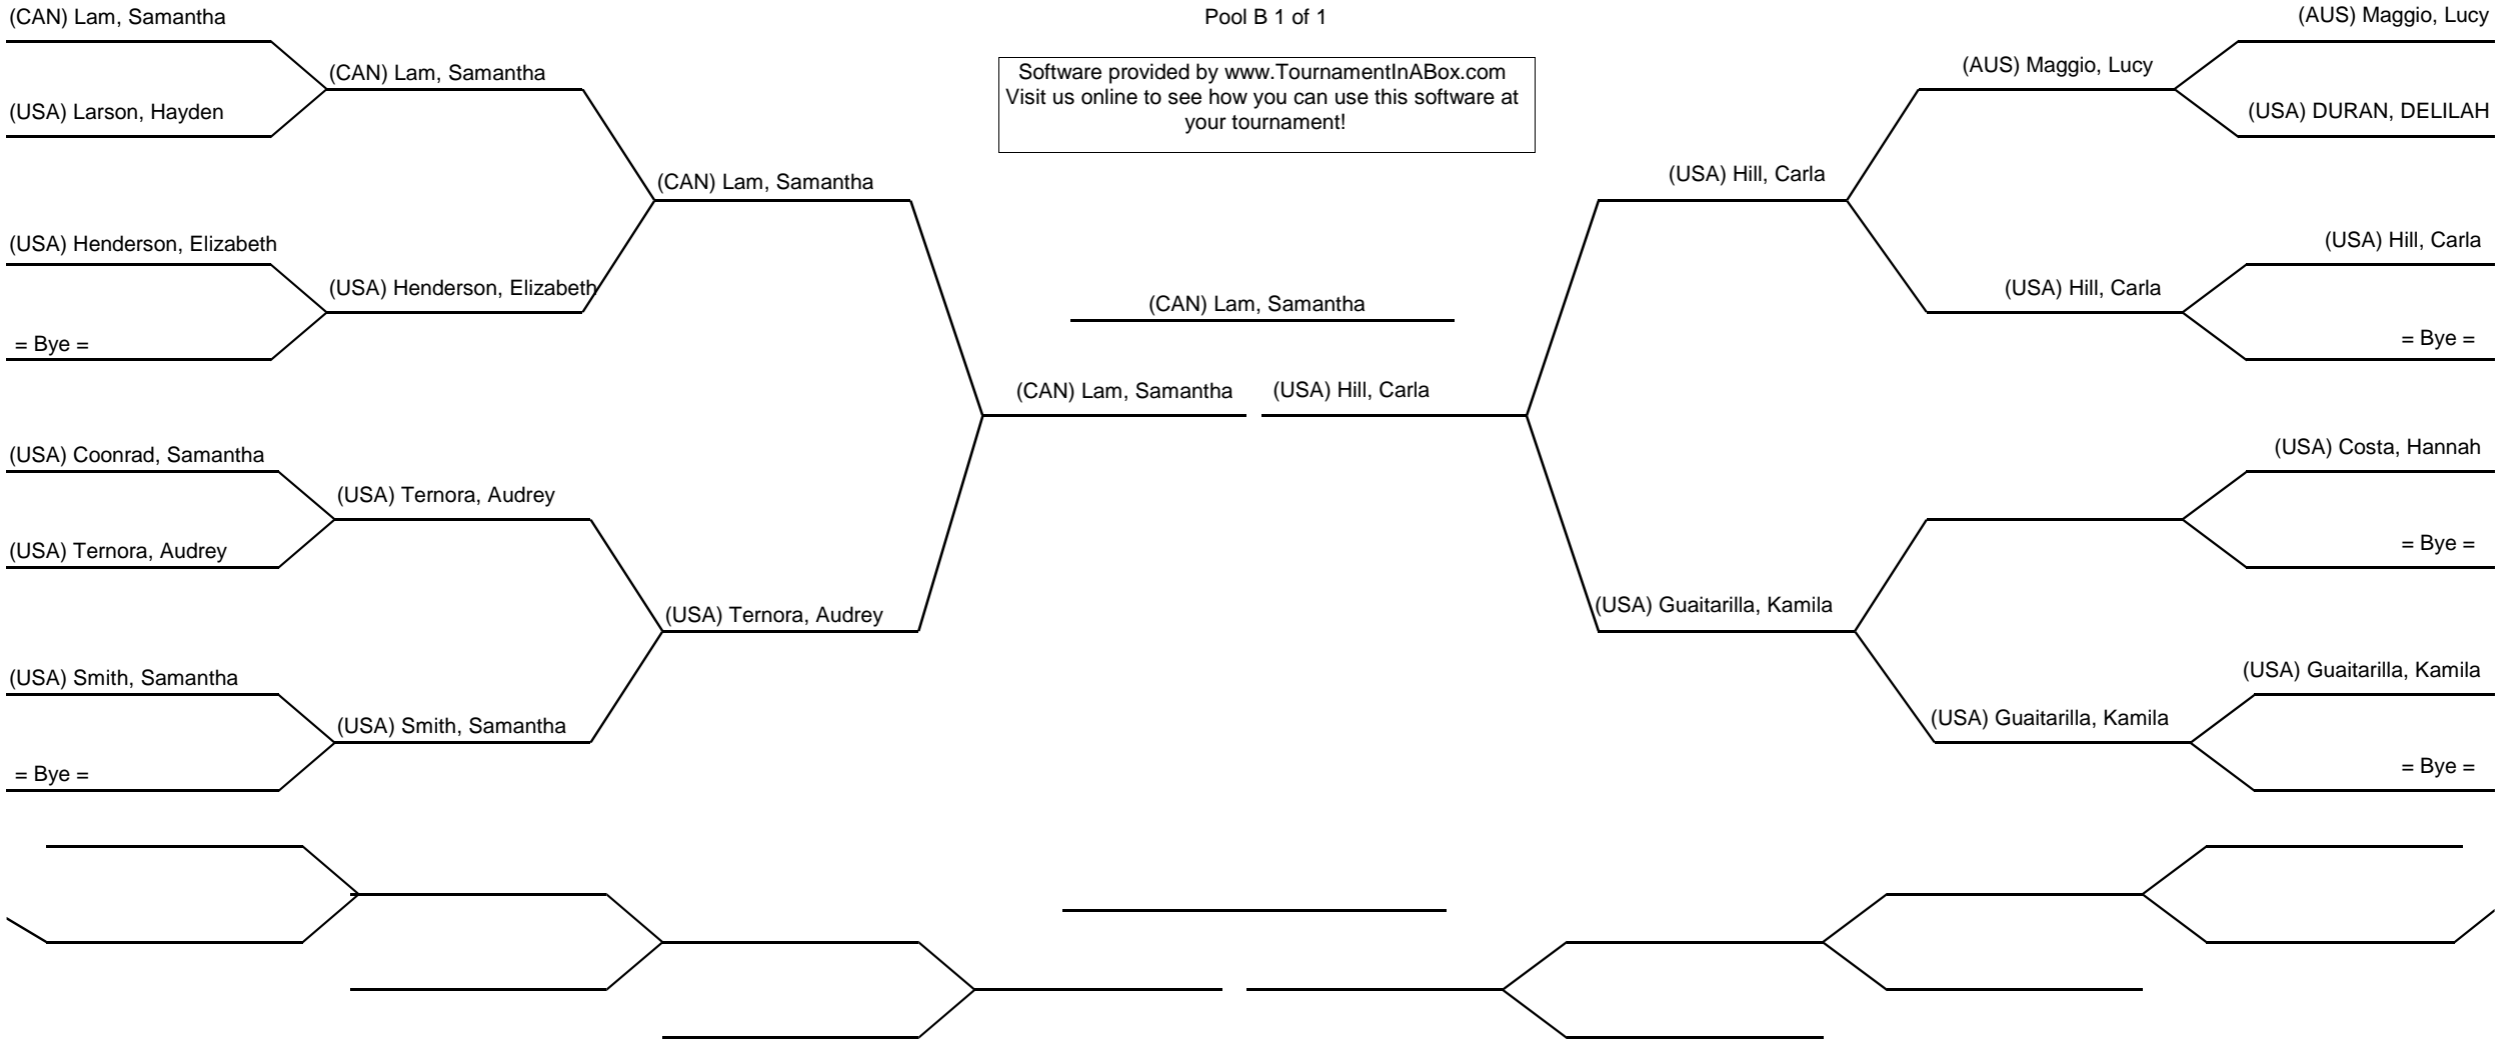 Pool B 1 of 1
Software provided by www.TournamentInABox.com
Visit us online to see how you can use this software at
your tournament!
(CAN) Lam, Samantha
(USA) Larson, Hayden
(USA) Henderson, Elizabeth
= Bye =
(USA) Coonrad, Samantha
(USA) Ternora, Audrey
(USA) Smith, Samantha
= Bye =
(CAN) Lam, Samantha
(USA) Henderson, Elizabeth
(USA) Ternora, Audrey
(USA) Smith, Samantha
(CAN) Lam, Samantha
(USA) Ternora, Audrey
(CAN) Lam, Samantha
(CAN) Lam, Samantha
(USA) Hill, Carla
(USA) Hill, Carla
(USA) Guaitarilla, Kamila
(AUS) Maggio, Lucy
(USA) Hill, Carla
(USA) Guaitarilla, Kamila
(AUS) Maggio, Lucy
(USA) DURAN, DELILAH
(USA) Hill, Carla
= Bye =
(USA) Costa, Hannah
= Bye =
(USA) Guaitarilla, Kamila
= Bye =